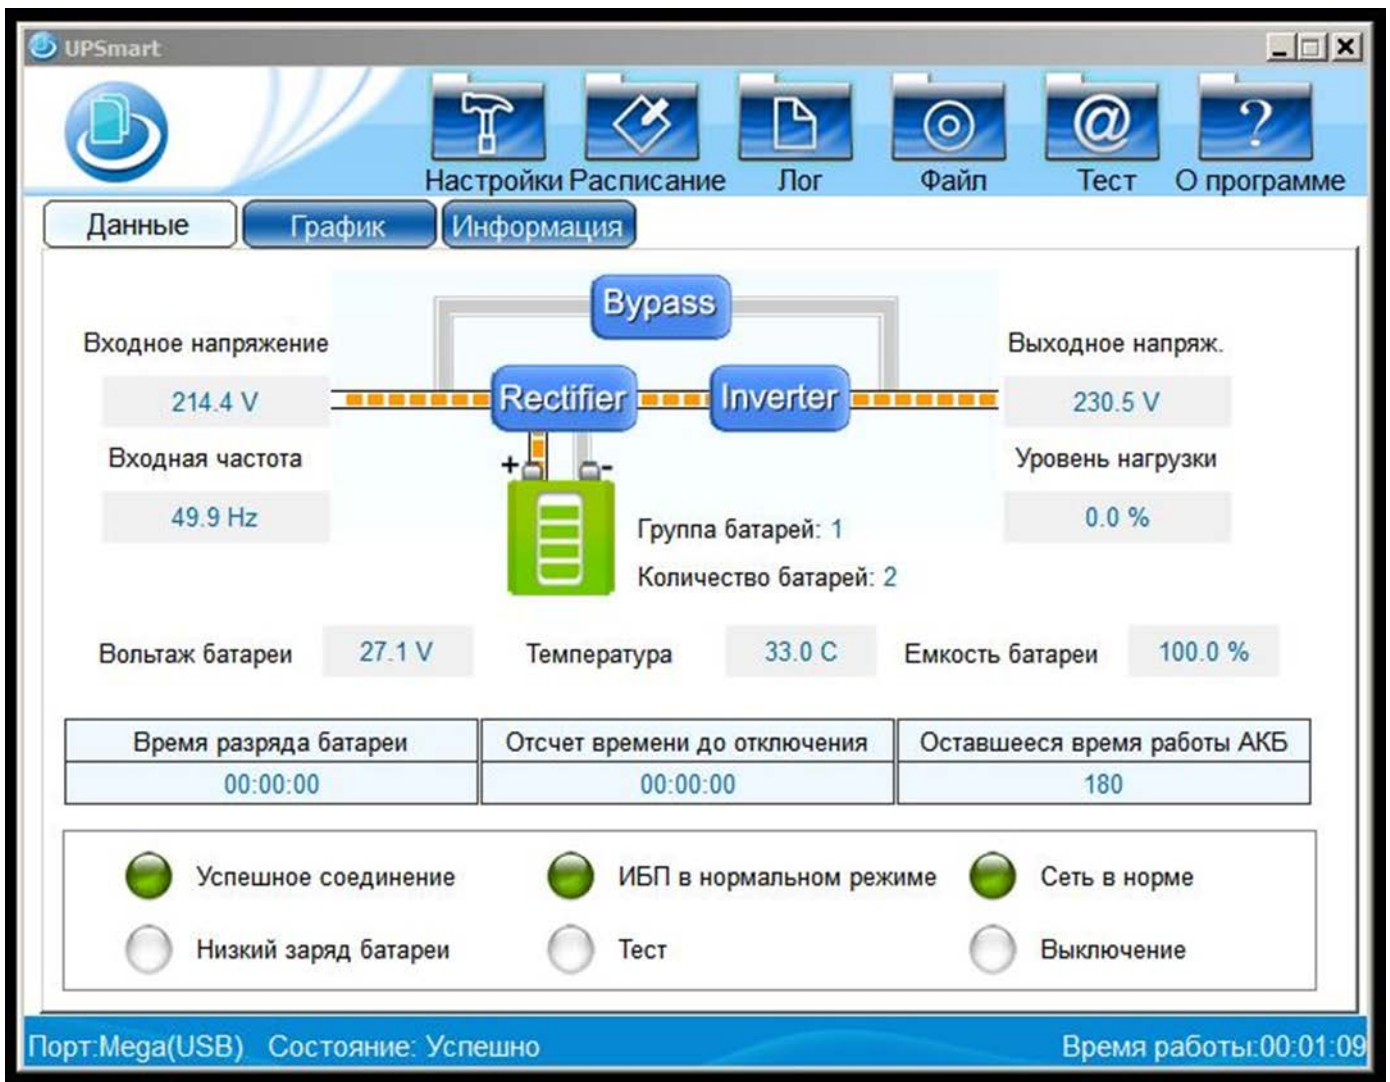 UPSmart
Настройки Расписание Лог Файл Тест О программе
Данные График Информация
Bypass
Входное напряжение Выходное напряж.
214.4 V Rectifier Inverter 230.5 V
Входная частота + - Уровень нагрузки
49.9 Hz 0.0 %
Группа батарей: 1
Количество батарей: 2
Вольтаж батареи 27.1 V Температура 33.0 C Емкость батареи 100.0 %
Время разряда батареи Отсчет времени до отключения Оставшееся время работы АКБ
00:00:00 00:00:00 180
Успешное соединение ИБП в нормальном режиме Сеть в норме
Низкий заряд батареи Тест Выключение
Порт:Mega(USB) Состояние: Успешно Время работы:00:01:09